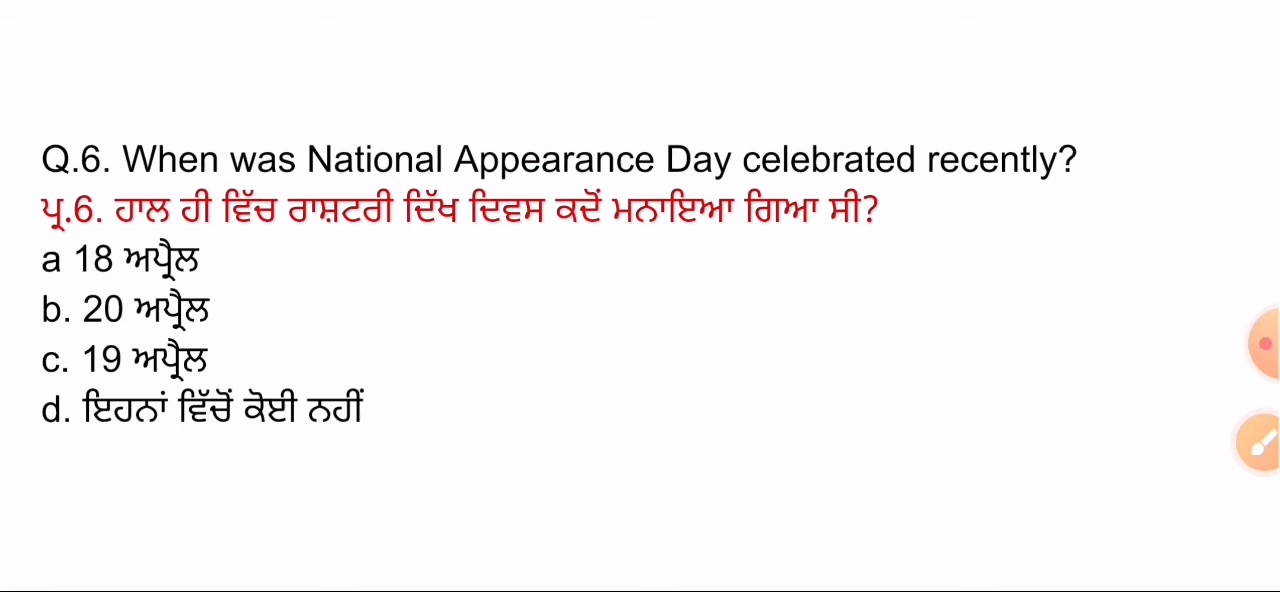 Q.6. When was National Appearance Day celebrated recently?
ਪ੍ਰ.6. ਹਾਲ ਹੀ ਵਿੱਚ ਰਾਸ਼ਟਰੀ ਦਿੱਖ ਦਿਵਸ ਕਦੋਂ ਮਨਾਇਆ ਗਿਆ ਸੀ?
a 18 ਅਪ੍ਰੈਲ
b. 20 ਅਪ੍ਰੈਲ
c. 19 ਅਪ੍ਰੈਲ
d. ਇਹਨਾਂ ਵਿੱਚੋਂ ਕੋਈ ਨਹੀਂ